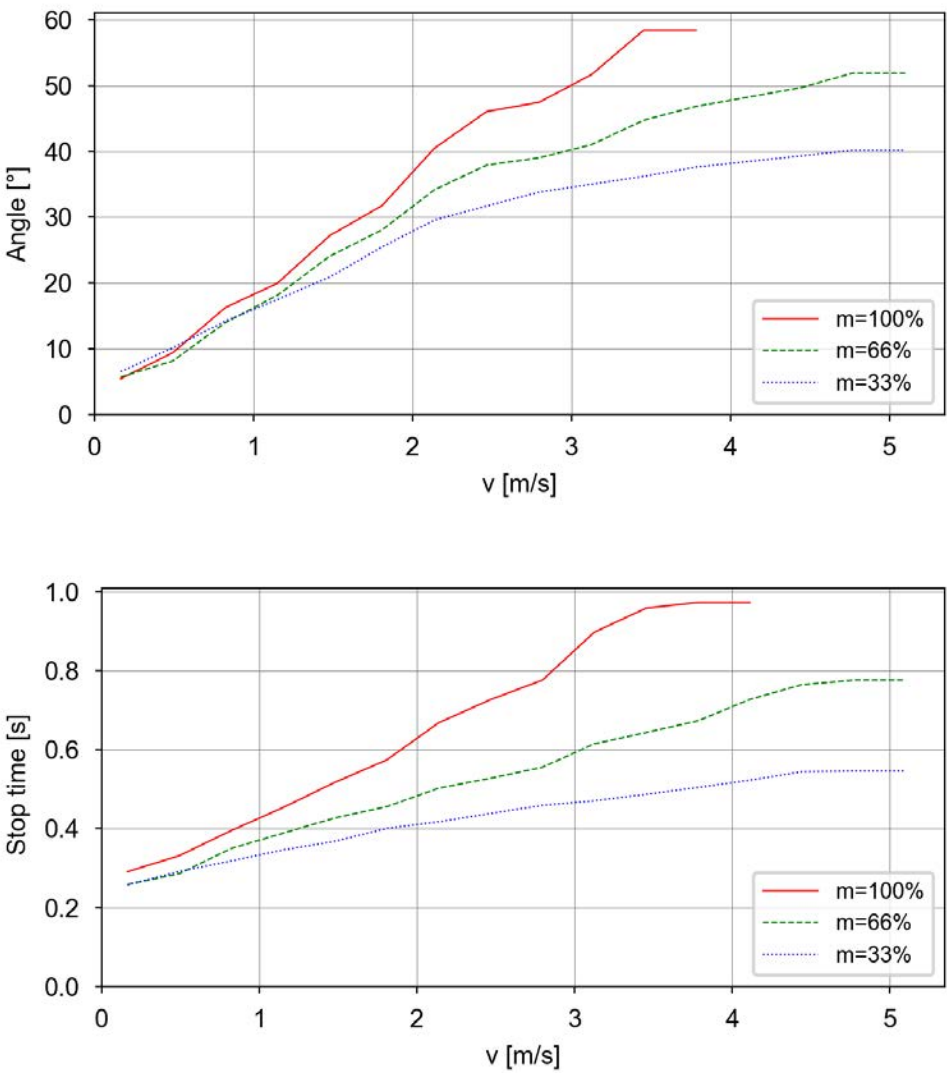 60
50
40
30
20
10
0
Angle [°]
0 1 2 3 4 5
v [m/s]
m=100%
m=66%
m=33%
1.0
0.8
0.6
0.4
0.2
0.0
Stop time [s]
0 1 2 3 4 5
v [m/s]
m=100%
m=66%
m=33%